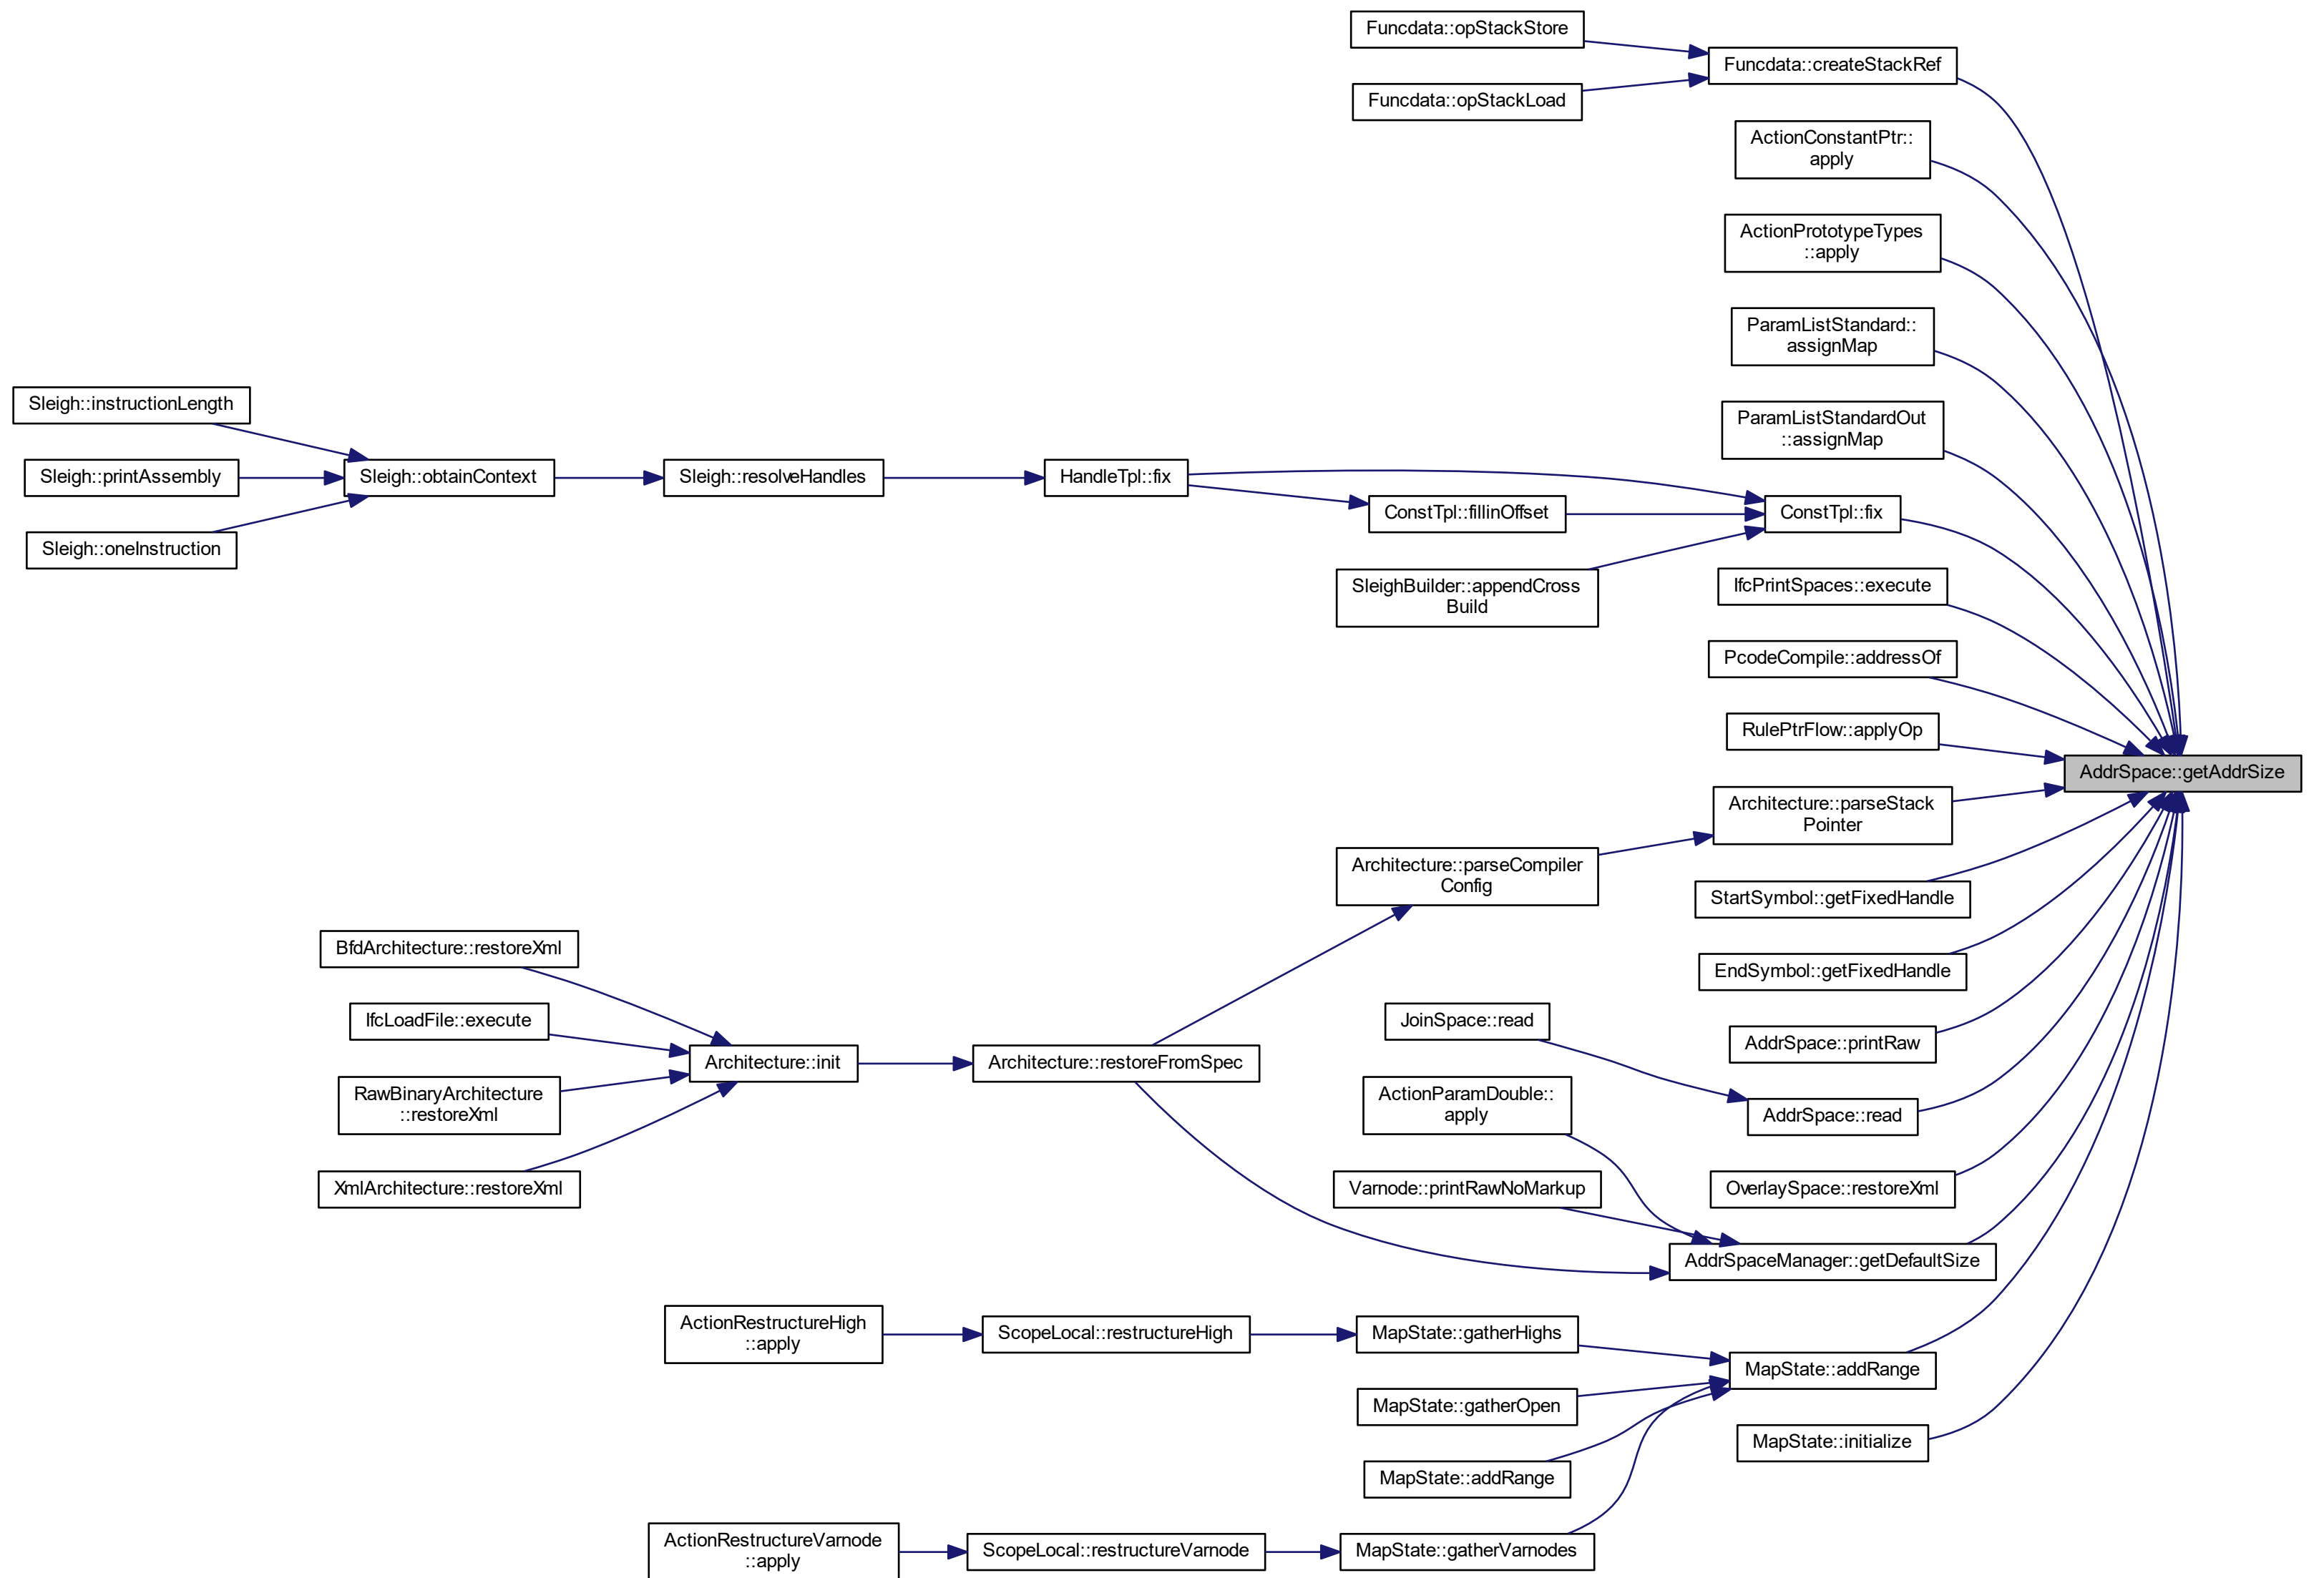 Funcdata::opStackStore
Funcdata::createStackRef
Funcdata::opStackLoad
ActionConstantPtr::
apply
ActionPrototypeTypes
::apply
ParamListStandard::
assignMap
ParamListStandardOut
::assignMap
Sleigh::instructionLength
Sleigh::printAssembly
Sleigh::obtainContext
Sleigh::resolveHandles
HandleTpl::fix
ConstTpl::fillinOffset
ConstTpl::fix
Sleigh::oneInstruction
SleighBuilder::appendCross
Build
IfcPrintSpaces::execute
PcodeCompile::addressOf
RulePtrFlow::applyOp
AddrSpace::getAddrSize
Architecture::parseStack
Pointer
Architecture::parseCompiler
Config
StartSymbol::getFixedHandle
BfdArchitecture::restoreXml
EndSymbol::getFixedHandle
IfcLoadFile::execute
JoinSpace::read
AddrSpace::printRaw
Architecture::init
Architecture::restoreFromSpec
RawBinaryArchitecture
::restoreXml
ActionParamDouble::
apply
AddrSpace::read
XmlArchitecture::restoreXml
Varnode::printRawNoMarkup
OverlaySpace::restoreXml
AddrSpaceManager::getDefaultSize
ActionRestructureHigh
::apply
ScopeLocal::restructureHigh
MapState::gatherHighs
MapState::addRange
MapState::gatherOpen
MapState::initialize
MapState::addRange
ActionRestructureVarnode
::apply
ScopeLocal::restructureVarnode
MapState::gatherVarnodes